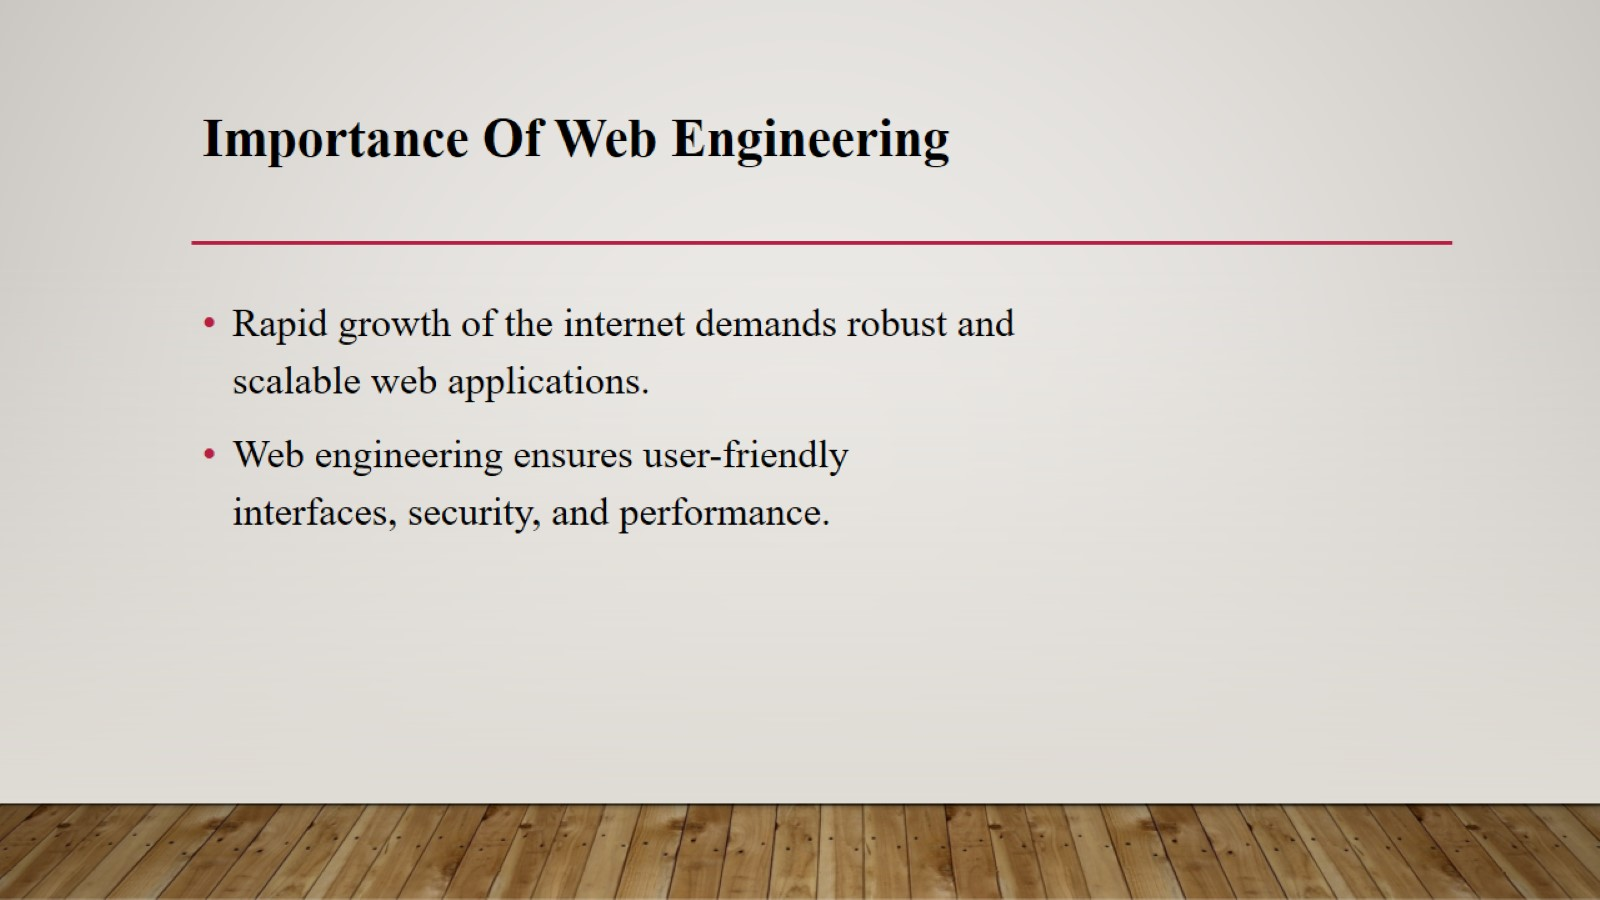 Importance Of Web Engineering
• Rapid growth of the internet demands robust and
scalable web applications.
• Web engineering ensures user-friendly
interfaces, security, and performance.